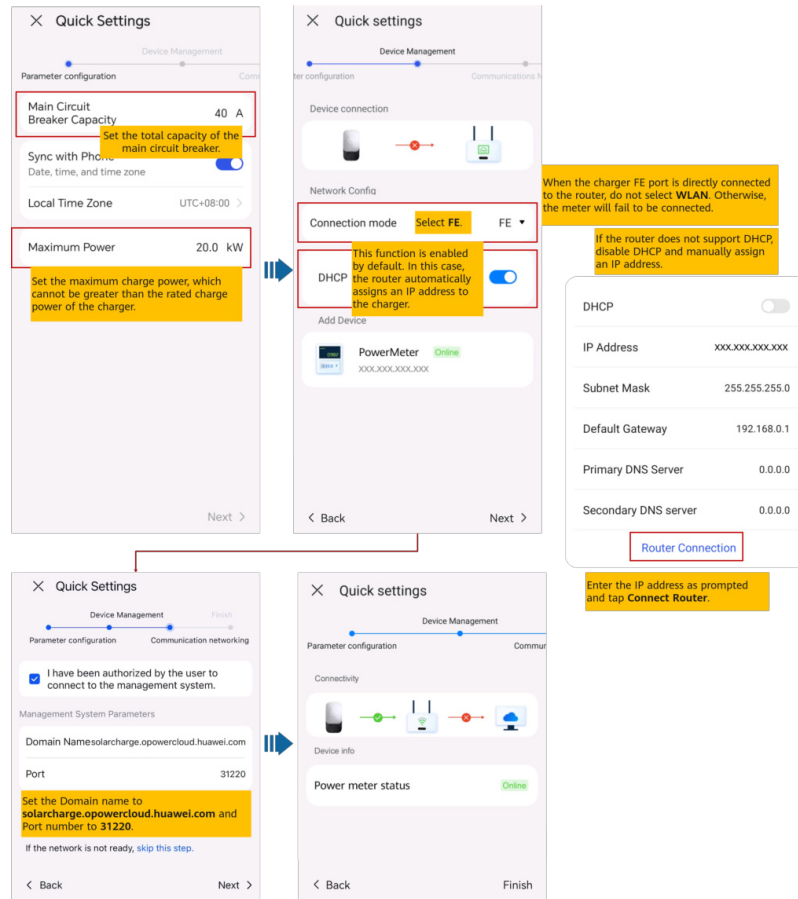 Quick Settings
Device Management
Parameter configuration
Com
Main Circuit
Breaker Capacity
40 A
Set the total capacity of the
main circuit breaker.
Sync with Phone
Date, time, and time zone
Local Time Zone
UTC+08:00 >
Maximum Power
20.0 kW
Set the maximum charge power, which
cannot be greater than the rated charge
power of the charger.
Next >
Quick settings
Device Management
ter configuration
Communications N
Device connection
Network Config
Connection mode
Select FE.
FE ▼
DHCP
This function is enabled
by default. In this case,
the router automatically
assigns an IP address to
the charger.
Add Device
PowerMeter
Online
XXX.XXX.XXX.XXX
< Back
Next >
When the charger FE port is directly connected
to the router, do not select WLAN. Otherwise,
the meter will fail to be connected.
If the router does not support DHCP,
disable DHCP and manually assign
an IP address.
DHCP
IP Address
xxx.xxx.xxx.xxx
Subnet Mask
255.255.255.0
Default Gateway
192.168.0.1
Primary DNS Server
0.0.0.0
Secondary DNS server
0.0.0.0
Router Connection
Enter the IP address as prompted
and tap Connect Router.
Quick Settings
Device Management
Finish
Parameter configuration
Communication networking
I have been authorized by the user to
connect to the management system.
Management System Parameters
Domain Name solarcharge.opowercloud.huawei.com
Port
31220
Set the Domain name to
solarcharge.opowercloud.huawei.com and
Port number to 31220.
If the network is not ready, skip this step.
< Back
Next >
Quick settings
Device Management
Parameter configuration
Commun
Connectivity
Device info
Power meter status
Online
< Back
Finish